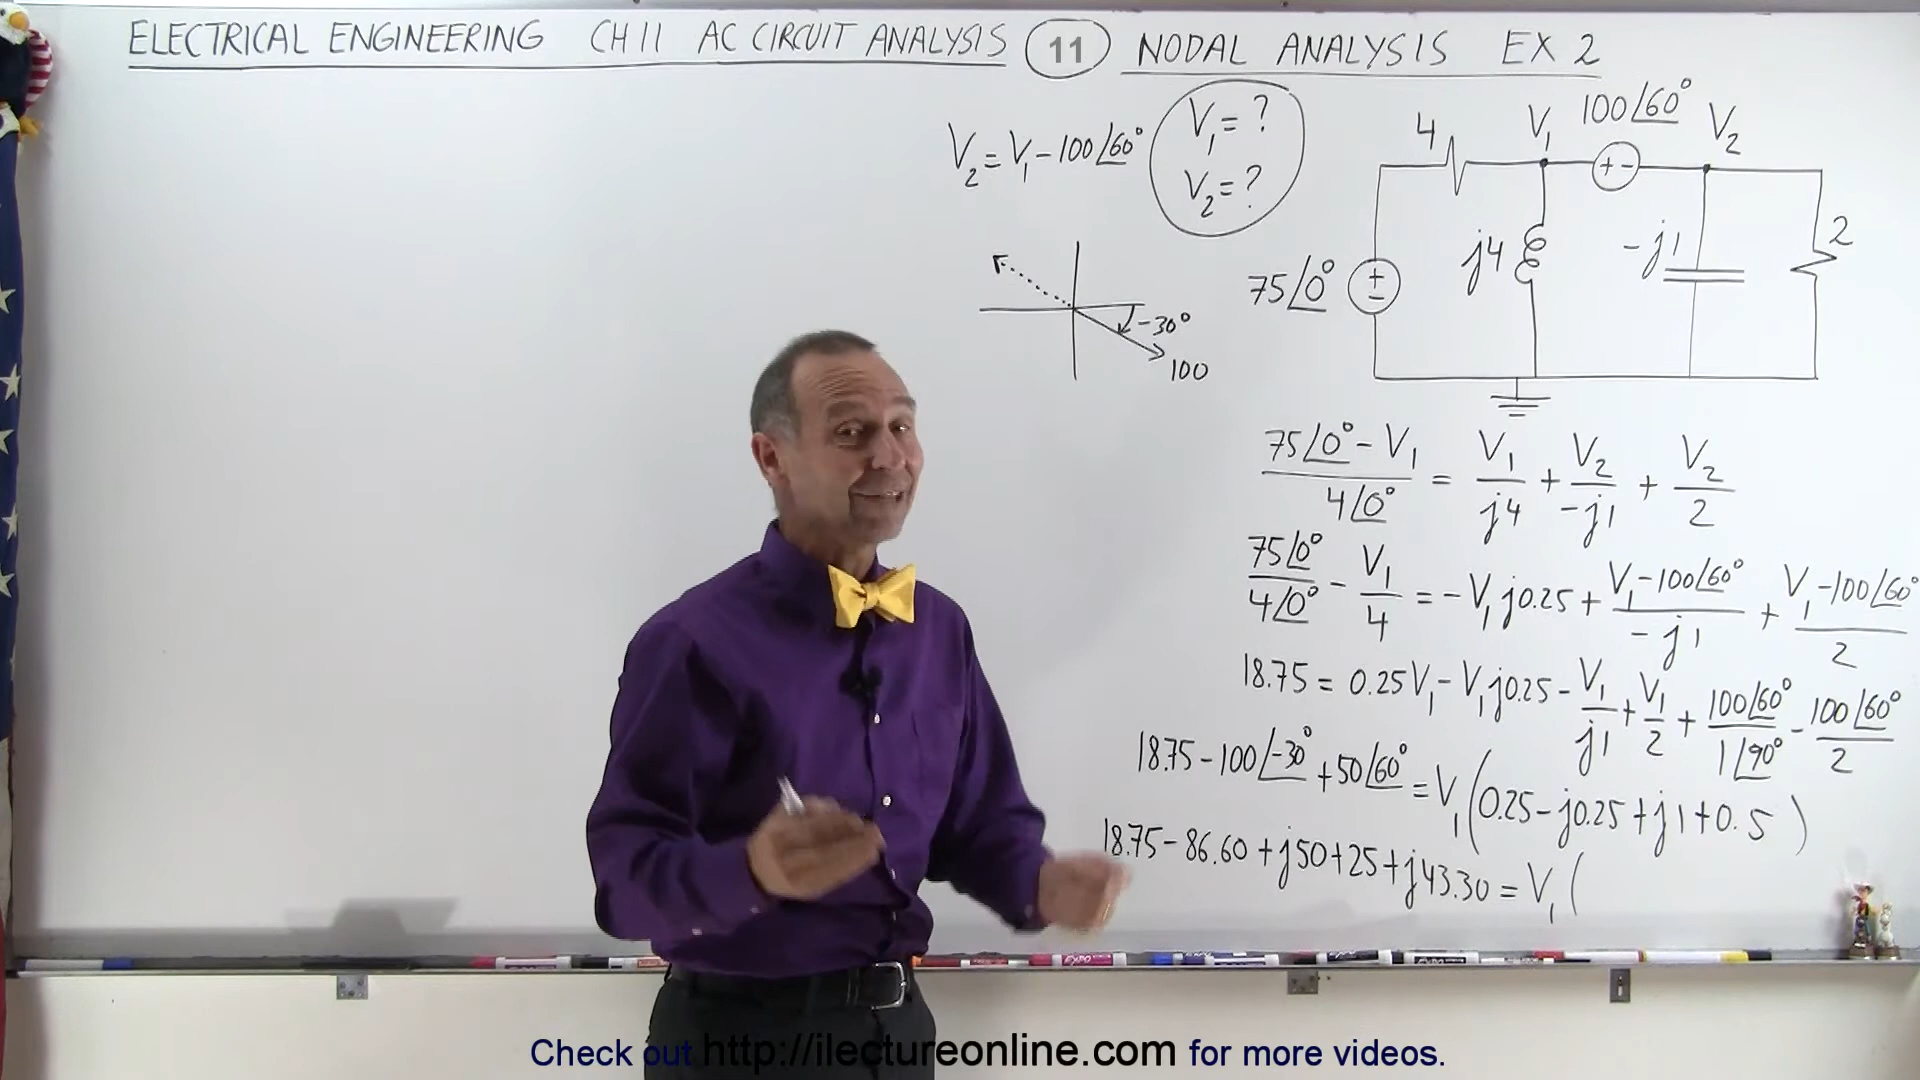 ELECTRICAL ENGINEERING CH 11 AC CIRCUIT ANALYSIS 11 NODAL ANALYSIS EX 2
V₂ = V₁ - 100∠60°
V₁ = ?
V₂ = ?
4
V₁
100∠60°
V₂
+ -
75∠0°
+
-
j4
-j1
2
-30°
100
(75∠0° - V₁)/(4∠0°) = V₁/j4 + V₂/-j1 + V₂/2
75∠0°/4∠0° - V₁/4 = -V₁j0.25 + (V₁ - 100∠60°)/-j1 + (V₁ - 100∠60°)/2
18.75 = 0.25V₁ - V₁j0.25 - V₁/j1 + V₁/2 + 100∠60°/1∠90° - 100∠60°/2
18.75 - 100∠-30° + 50∠60° = V₁(0.25 - j0.25 + j1 + 0.5)
18.75 - 86.60 + j50 + 25 + j43.30 = V₁(
EXPO
Check out http://ilectureonline.com for more videos.